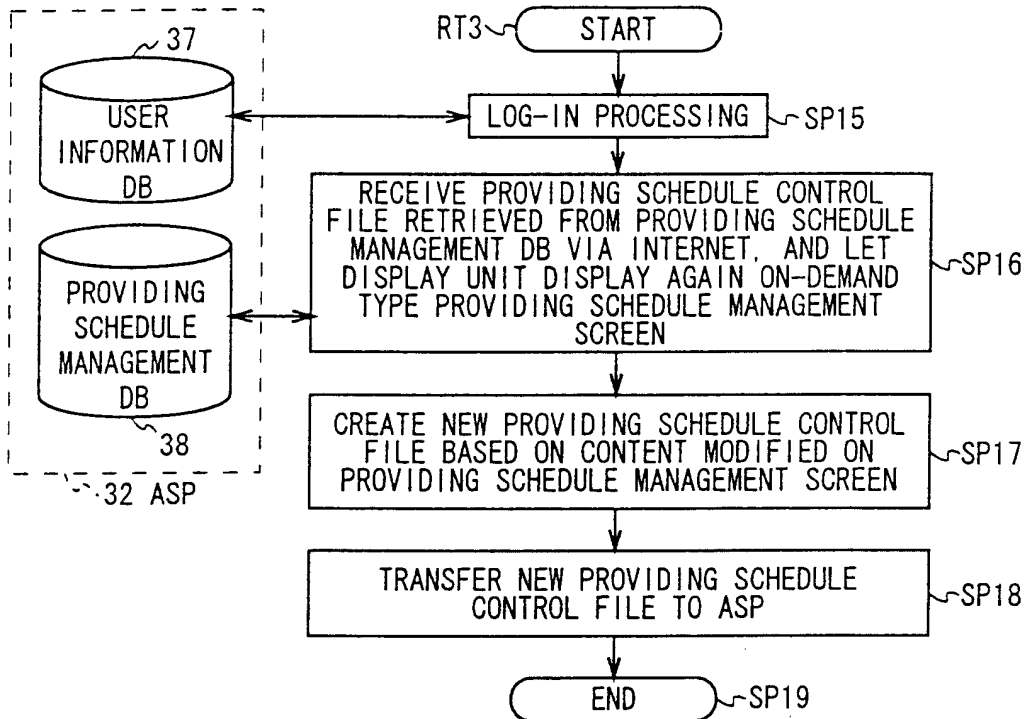 RT3
START
37
USER
INFORMATION
DB
LOG-IN PROCESSING
SP15
RECEIVE PROVIDING SCHEDULE CONTROL
FILE RETRIEVED FROM PROVIDING SCHEDULE
MANAGEMENT DB VIA INTERNET, AND LET
DISPLAY UNIT DISPLAY AGAIN ON-DEMAND
TYPE PROVIDING SCHEDULE MANAGEMENT
SCREEN
SP16
PROVIDING
SCHEDULE
MANAGEMENT
DB
38
32 ASP
CREATE NEW PROVIDING SCHEDULE CONTROL
FILE BASED ON CONTENT MODIFIED ON
PROVIDING SCHEDULE MANAGEMENT SCREEN
SP17
TRANSFER NEW PROVIDING SCHEDULE
CONTROL FILE TO ASP
SP18
END
SP19